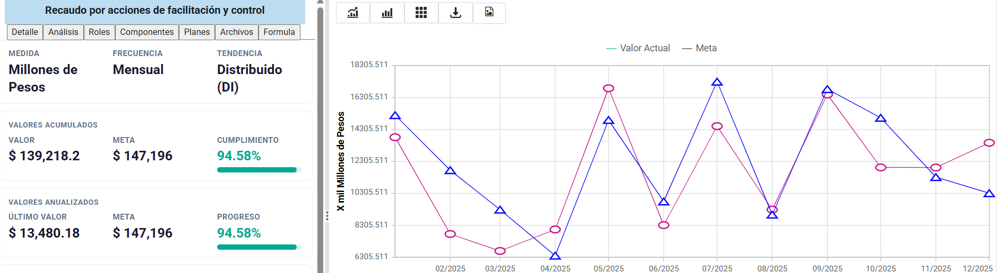 Recaudo por acciones de facilitación y control
Detalle Análisis Roles Componentes Planes Archivos Formula
MEDIDA FRECUENCIA TENDENCIA
Millones de Pesos Mensual Distribuido (DI)
VALORES ACUMULADOS
VALOR META CUMPLIMIENTO
$ 139,218.2 $ 147,196 94.58%
VALORES ANUALIZADOS
ÚLTIMO VALOR META PROGRESO
$ 13,480.18 $ 147,196 94.58%
Valor Actual Meta
X mil Millones de Pesos
18305.511
16305.511
14305.511
12305.511
10305.511
8305.511
6305.511
02/2025 03/2025 04/2025 05/2025 06/2025 07/2025 08/2025 09/2025 10/2025 11/2025 12/2025